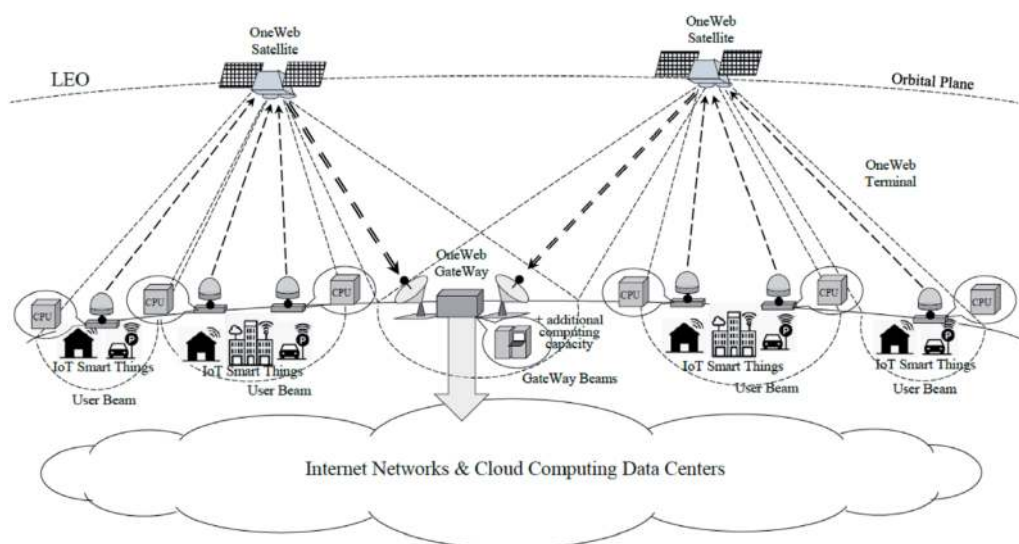 OneWeb
Satellite
OneWeb
Satellite
LEO
Orbital Plane
OneWeb
Terminal
OneWeb
GateWay
CPU
CPU
CPU
CPU
CPU
CPU
+ additional
computing
capacity
P
P
P
P
IoT Smart Things
IoT Smart Things
IoT Smart Things
IoT Smart Things
User Beam
User Beam
GateWay Beams
User Beam
User Beam
Internet Networks & Cloud Computing Data Centers